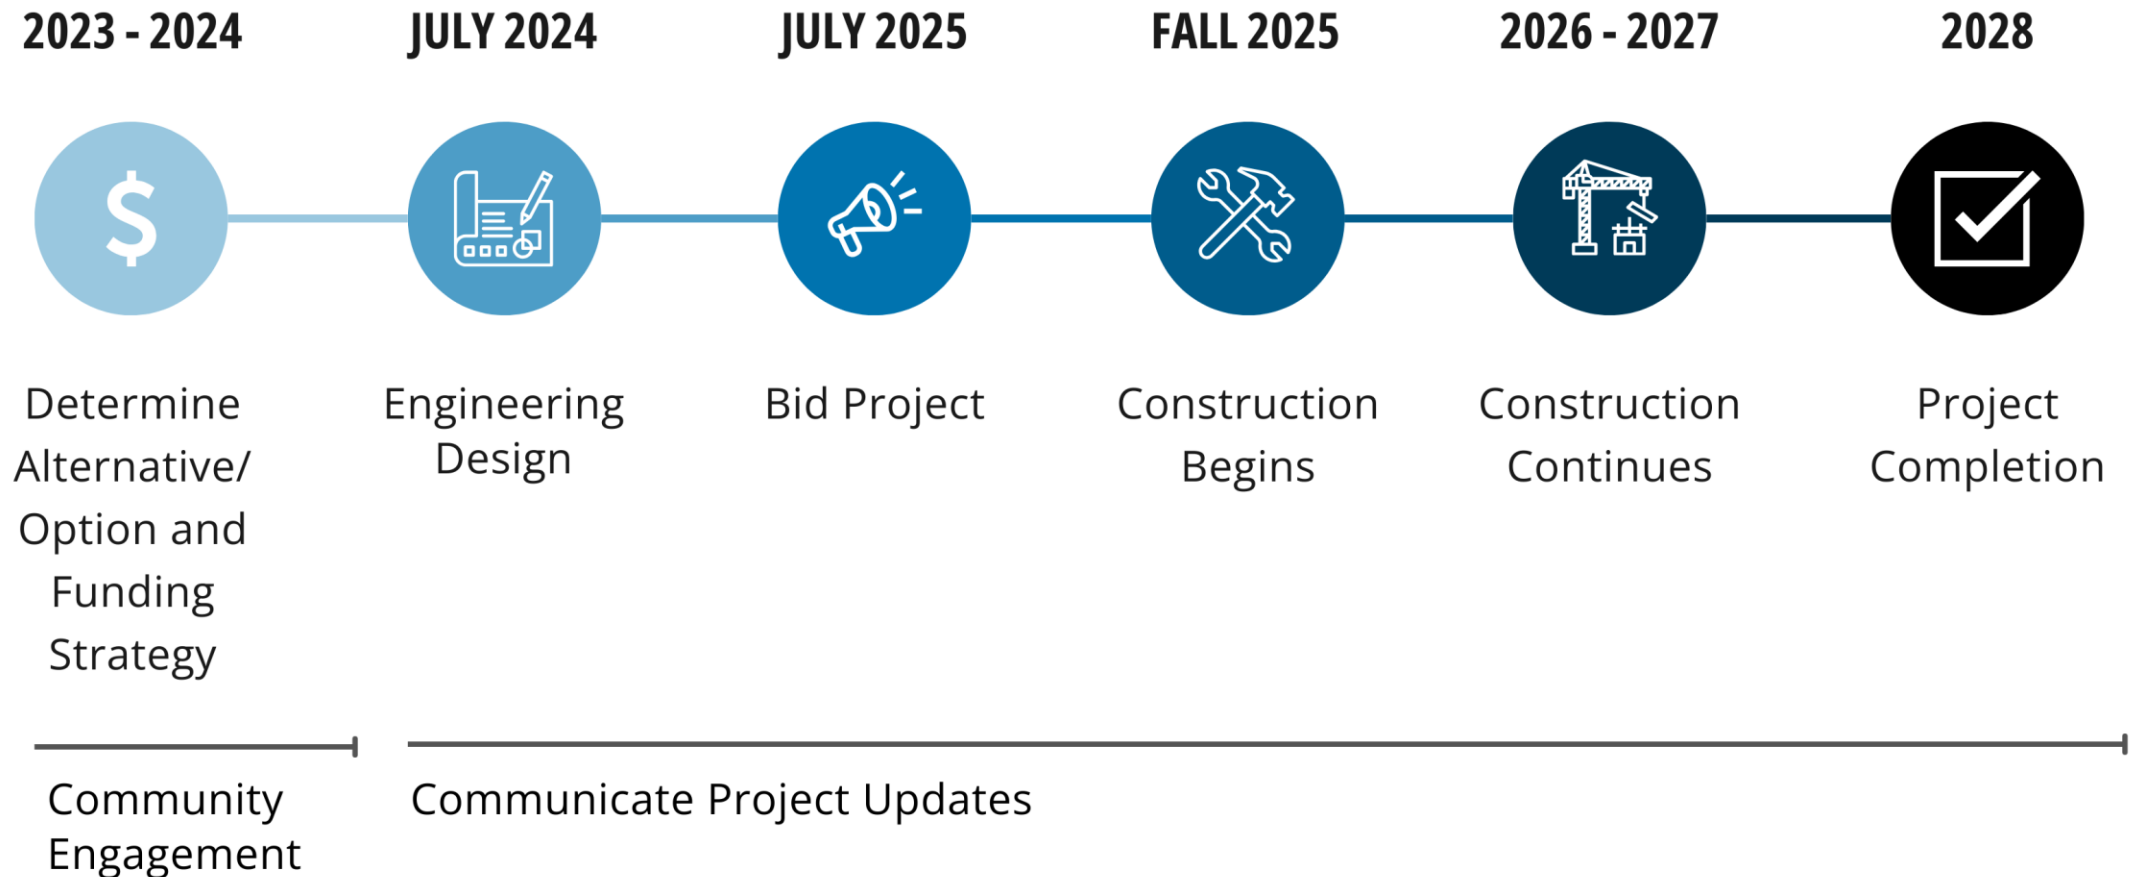 2023 - 2024
JULY 2024
JULY 2025
FALL 2025
2026 - 2027
2028
$
Determine
Alternative/
Option and
Funding
Strategy
Engineering
Design
Bid Project
Construction
Begins
Construction
Continues
Project
Completion
Community
Engagement
Communicate Project Updates